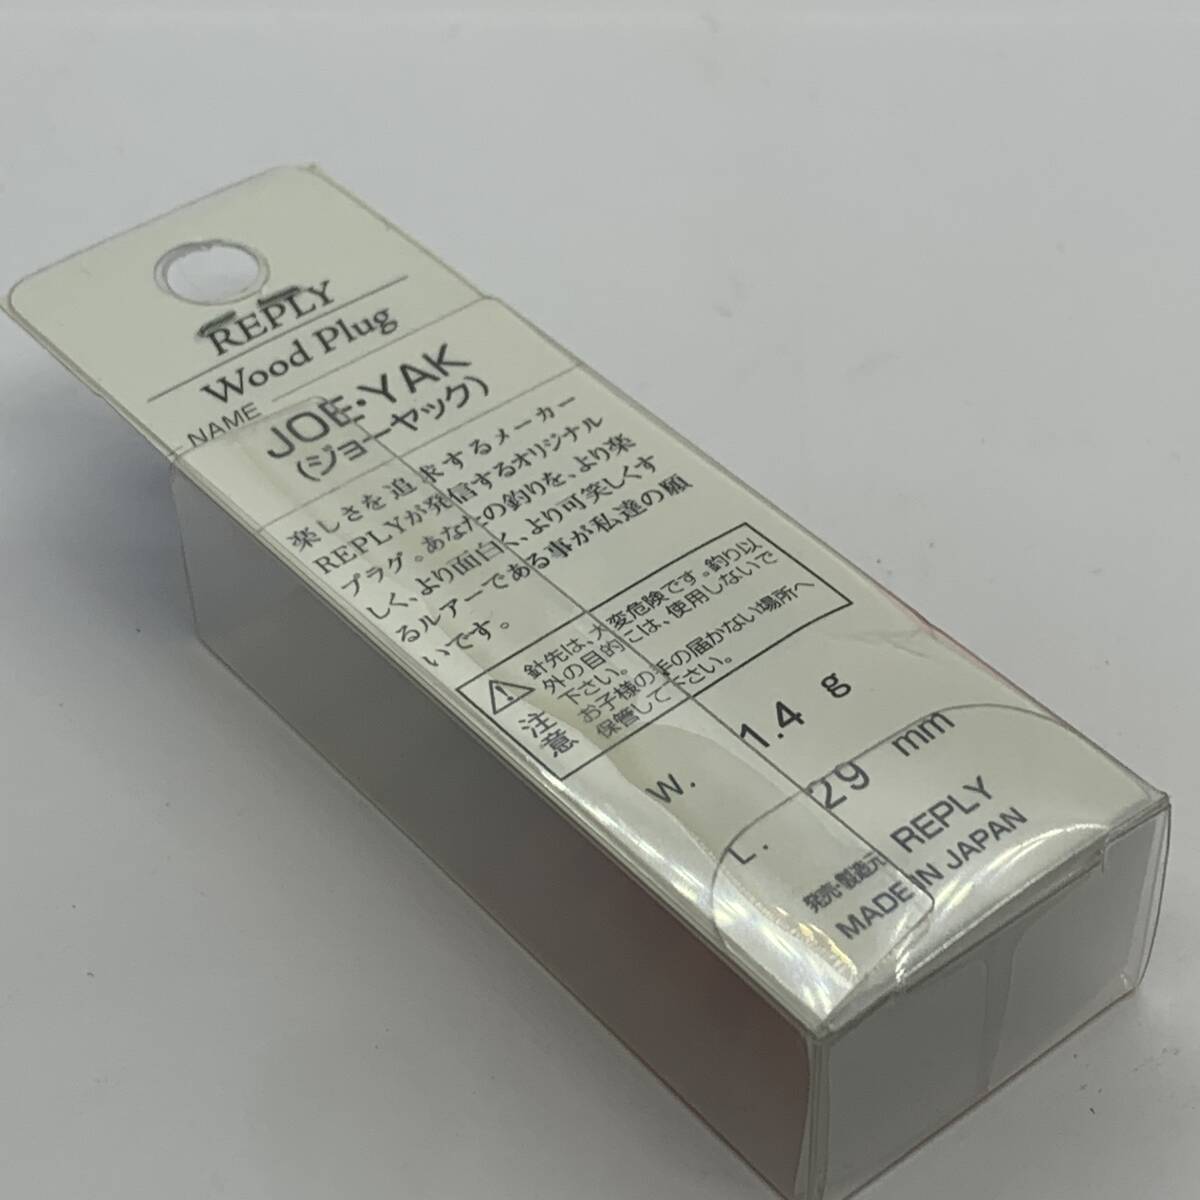 REPLY
Wood Plug
NAME
JOE・YAK
(ジョーヤック)
楽しさを追求するメーカー
REPLYが発信するオリジナル
プラグ。あなたの釣りを、より楽
しく、より面白く、より可笑しくす
るルアーである事が私達の願
いです。
注意
針先は、大変危険です。釣り以
外の目的には、使用しないで
下さい。
お子様の手の届かない場所へ
保管して下さい。
W. 1.4 g
L. 29 mm
発売・製造元 REPLY
MADE IN JAPAN